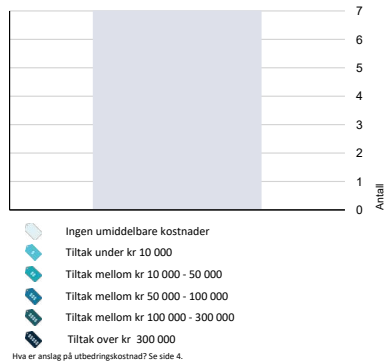 7
6
5
4
3
2
1
0
Antall
Ingen umiddelbare kostnader
Tiltak under kr 10 000
Tiltak mellom kr 10 000 - 50 000
Tiltak mellom kr 50 000 - 100 000
Tiltak mellom kr 100 000 - 300 000
Tiltak over kr 300 000
Hva er anslag på utbedringskostnad? Se side 4.